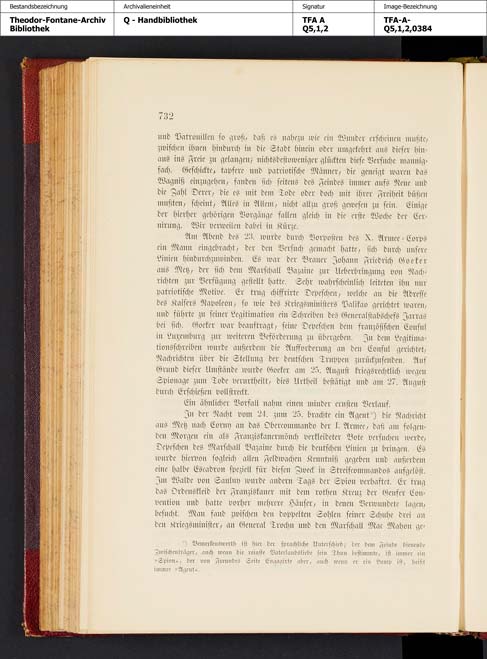 Bestandsbezeichnung
Archivalieneinheit
Signatur
Image-Bezeichnung
Theodor-Fontane-Archiv
Bibliothek
Q - Handbibliothek
TFA A
Q5,1,2
TFA-A-
Q5,1,2,0384
732
und Patrouillen so groß, daß es nahezu wie ein Wunder erscheinen mußte,
zwischen ihnen hindurch in die Stadt hinein oder umgekehrt aus dieser hin-
aus ins Freie zu gelangen; nichtsdestoweniger glückten diese Versuche mannig-
fach. Geschickte, tapfere und patriotische Männer, die geneigt waren das
Wagniß einzugehen, fanden sich seitens des Feindes immer aufs Neue und
die Zahl Derer, die es mit dem Tode oder doch mit ihrer Freiheit büßen
mußten, scheint, Alles in Allem, nicht allzu groß gewesen zu sein. Einige
der hierher gehörigen Vorgänge fallen gleich in die erste Woche der Cer-
nirung. Wir verweilen dabei in Kürze.
Am Abend des 23. wurde durch Vorposten des X. Armee-Corps
ein Mann eingebracht, der den Versuch gemacht hatte, sich durch unsere
Linien hindurchzuwinden. Es war der Brauer Johann Friedrich Goeker
aus Metz, der sich dem Marschall Bazaine zur Ueberbringung von Nach-
richten zur Verfügung gestellt hatte. Sehr wahrscheinlich leiteten ihn nur
patriotische Motive. Er trug chiffrirte Depeschen, welche an die Adresse
des Kaisers Napoleon, so wie des Kriegsministers Palikao gerichtet waren,
und führte zu seiner Legitimation ein Schreiben des Generalstabschefs Jarras
bei sich. Goeker war beauftragt, seine Depeschen dem französischen Consul
in Luxemburg zur weiteren Beförderung zu übergeben. In dem Legitima-
tionsschreiben wurde außerdem die Aufforderung an den Consul gerichtet,
Nachrichten über die Stellung der deutschen Truppen zurückzusenden. Auf
Grund dieser Umstände wurde Goeker am 25. August kriegsrechtlich wegen
Spionage zum Tode verurtheilt, dies Urtheil bestätigt und am 27. August
durch Erschießen vollstreckt.
Ein ähnlicher Vorfall nahm einen minder ernsten Verlauf.
In der Nacht vom 24. zum 25. brachte ein Agent*) die Nachricht
aus Metz nach Corny an das Obercommando der I. Armee, daß am folgen-
den Morgen ein als Franziskanermönch verkleideter Bote versuchen werde,
Depeschen des Marschall Bazaine durch die deutschen Linien zu bringen. Es
wurde hiervon sogleich allen Feldwachen Kenntniß gegeben und außerdem
eine halbe Escadron speziell für diesen Zweck in Streifcommandos aufgelöst.
Im Walde von Saulny wurde andern Tags der Spion verhaftet. Er trug
das Ordenskleid der Franziskaner mit dem rothen Kreuz der Genfer Con-
vention und hatte vorher mehrere Häuser, in denen Verwundete lagen,
besucht. Man fand zwischen den doppelten Sohlen seiner Schuhe drei an
den Kriegsminister, an General Trochu und den Marschall Mac Mahon ge-
*) Bemerkenswerth ist hier der sprachliche Unterschied; der dem Feinde dienende
Zwischenträger, auch wenn die reinste Vaterlandsliebe sein Thun bestimmte, ist immer ein
»Spion«, der von Freundes Seite Engagirte aber, auch wenn er ein Lump ist, heißt
immer »Agent«.